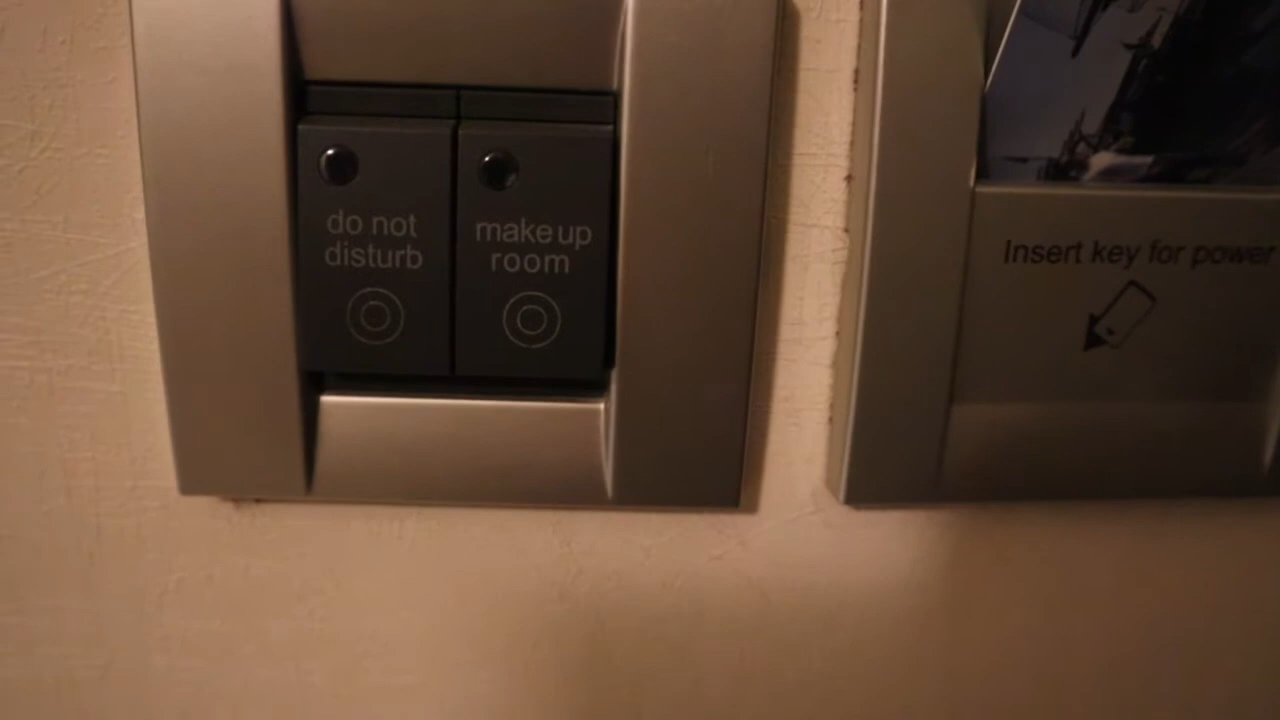 do not
disturb
make up
room
Insert key for power